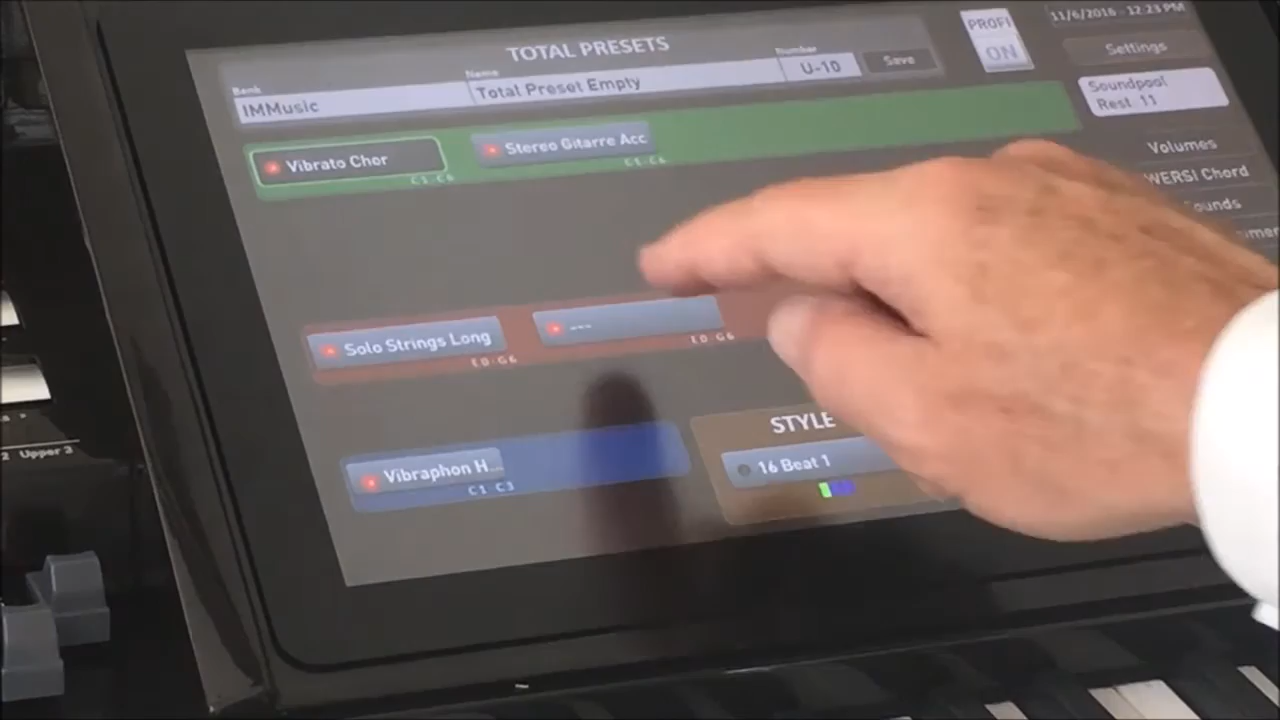 TOTAL PRESETS
Bank
Name
Number
IMMusic
Total Preset Empty
U-10
Save
PROFI
ON
11/6/2016 - 12:23 PM
Settings
Soundpool
Rest. 11
Vibrato Chor
C1 C6
Stereo Gitarre Acc
C1 C6
Volumes
WERSI Chord
Solo Strings Long
E0 G6
---
E0 G6
Vibraphon H...
C1 C3
STYLE
16 Beat 1
2 Upper 3